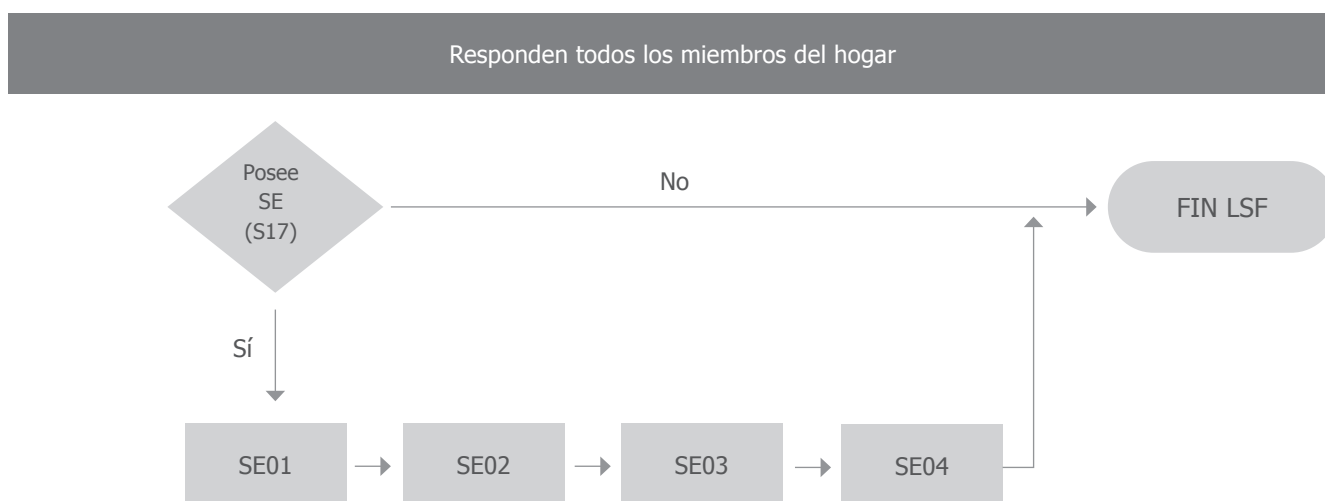 Responden todos los miembros del hogar
Posee
SE
(S17)
No
FIN LSF
Sí
SE01
SE02
SE03
SE04